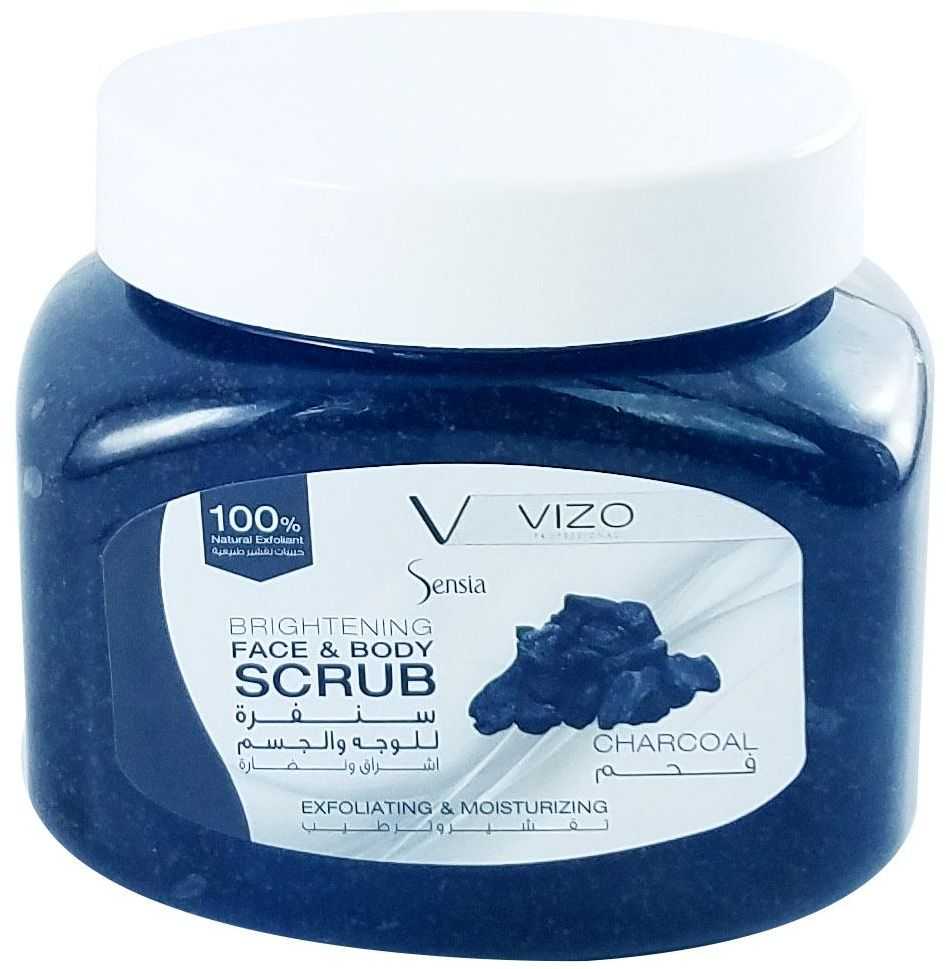 100%
Natural Exfoliant
حبيبات تقشير طبيعية
V VIZO
PROFESSIONAL
Sensia
BRIGHTENING
FACE & BODY
SCRUB
سنفرة
للوجه والجسم
اشراق ونضارة
CHARCOAL
فحم
EXFOLIATING & MOISTURIZING
تقشير وترطيب